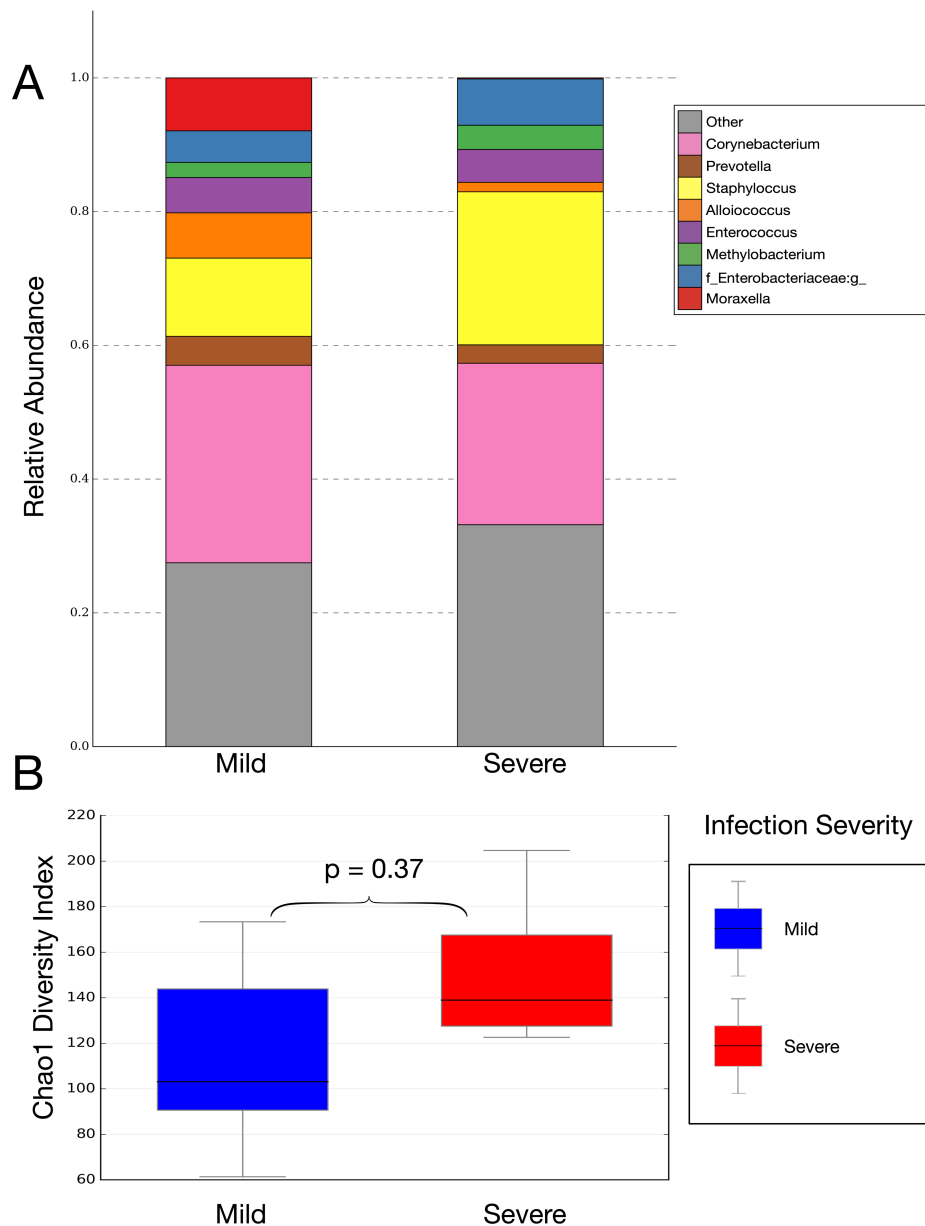 A
1.0
0.8
0.6
0.4
0.2
0.0
Relative Abundance
Mild
Severe
Other
Corynebacterium
Prevotella
Staphyloccus
Alloiococcus
Enterococcus
Methylobacterium
f_Enterobacteriaceae:g_
Moraxella
B
220
200
180
160
140
120
100
80
60
Chao1 Diversity Index
p = 0.37
Mild
Severe
Infection Severity
Mild
Severe